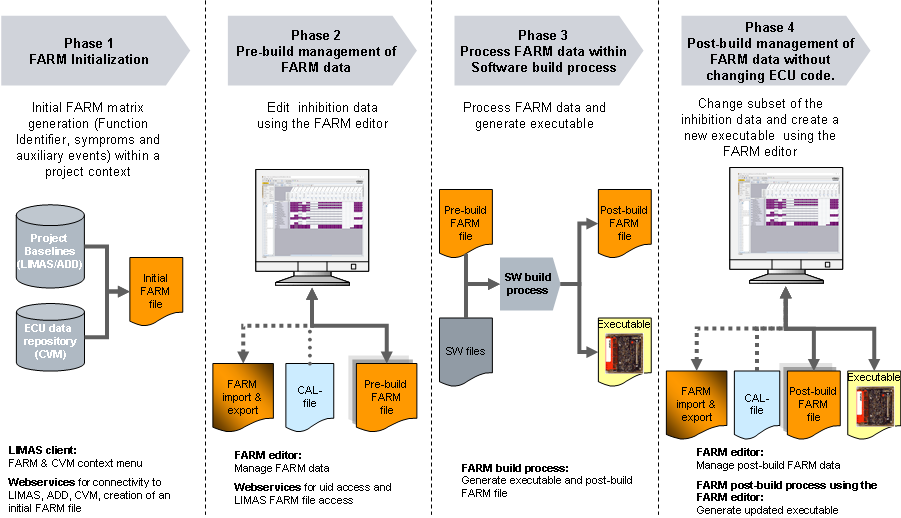 Phase 1
FARM Initialization
Initial FARM matrix
generation (Function
Identifier, symproms and
auxiliary events) within a
project context
Project
Baselines
(LIMAS/ADD)
ECU data
repository
(CVM)
Initial
FARM
file
LIMAS client:
FARM & CVM context menu
Webservices for connectivity to
LIMAS, ADD, CVM, creation of an
initial FARM file
Phase 2
Pre-build management of
FARM data
Edit inhibition data
using the FARM editor
FARM
import &
export
CAL-
file
Pre-build
FARM
file
FARM editor:
Manage FARM data
Webservices for uid access and
LIMAS FARM file access
Phase 3
Process FARM data within
Software build process
Process FARM data and
generate executable
Pre-build
FARM
file
SW files
SW build
process
Post-build
FARM
file
Executable
FARM build process:
Generate executable and post-build
FARM file
Phase 4
Post-build management of
FARM data without
changing ECU code.
Change subset of the
inhibition data and create a
new executable using the
FARM editor
FARM
import &
export
CAL-
file
Post-build
FARM
file
Executable
FARM editor:
Manage post-build FARM data
FARM post-build process using the
FARM editor:
Generate updated executable